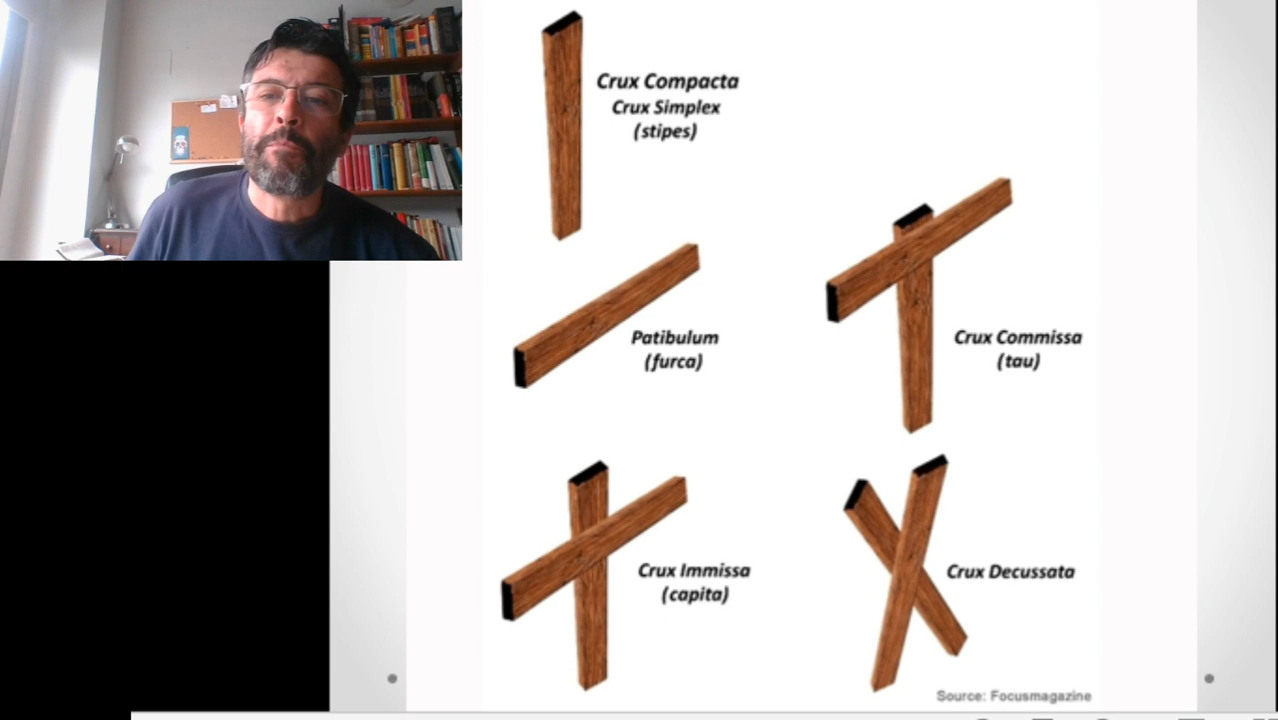 Crux Compacta
Crux Simplex
(stipes)
Patibulum
(furca)
Crux Commissa
(tau)
Crux Immissa
(capita)
Crux Decussata
Source: Focusmagazine